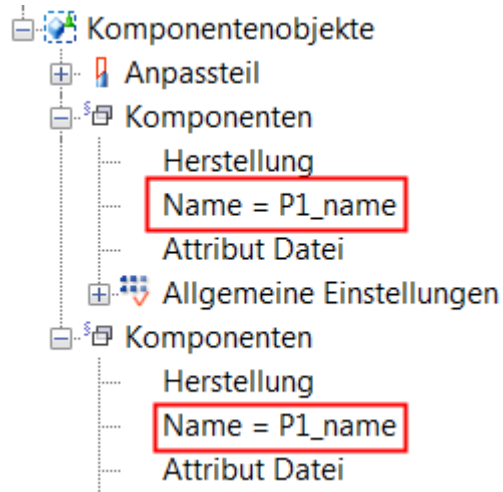 Komponentenobjekte
Anpassteil
Komponenten
Herstellung
Name = P1_name
Attribut Datei
Allgemeine Einstellungen
Komponenten
Herstellung
Name = P1_name
Attribut Datei